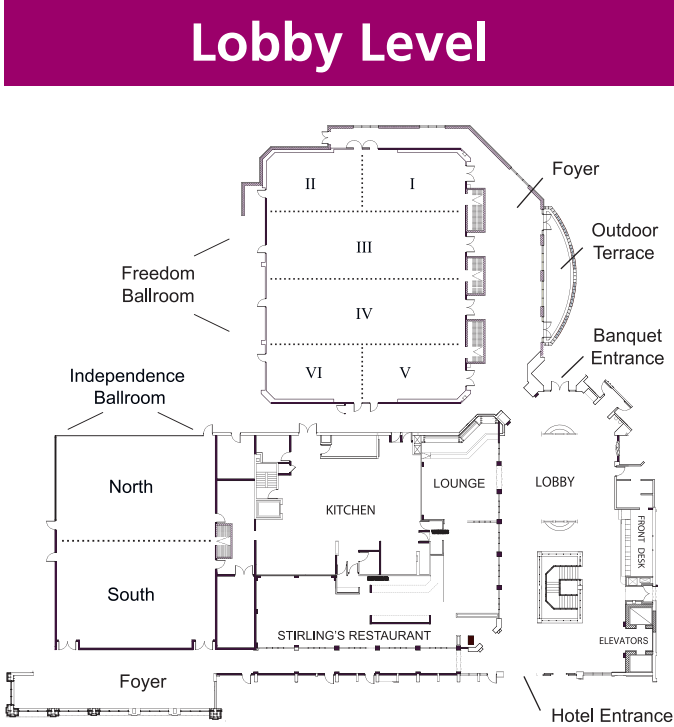 Lobby Level
Foyer
II
I
Outdoor
Terrace
III
Freedom
Ballroom
IV
Banquet
Entrance
VI
V
Independence
Ballroom
North
LOUNGE
LOBBY
KITCHEN
FRONT DESK
South
STIRLING'S RESTAURANT
ELEVATORS
Foyer
Hotel Entrance